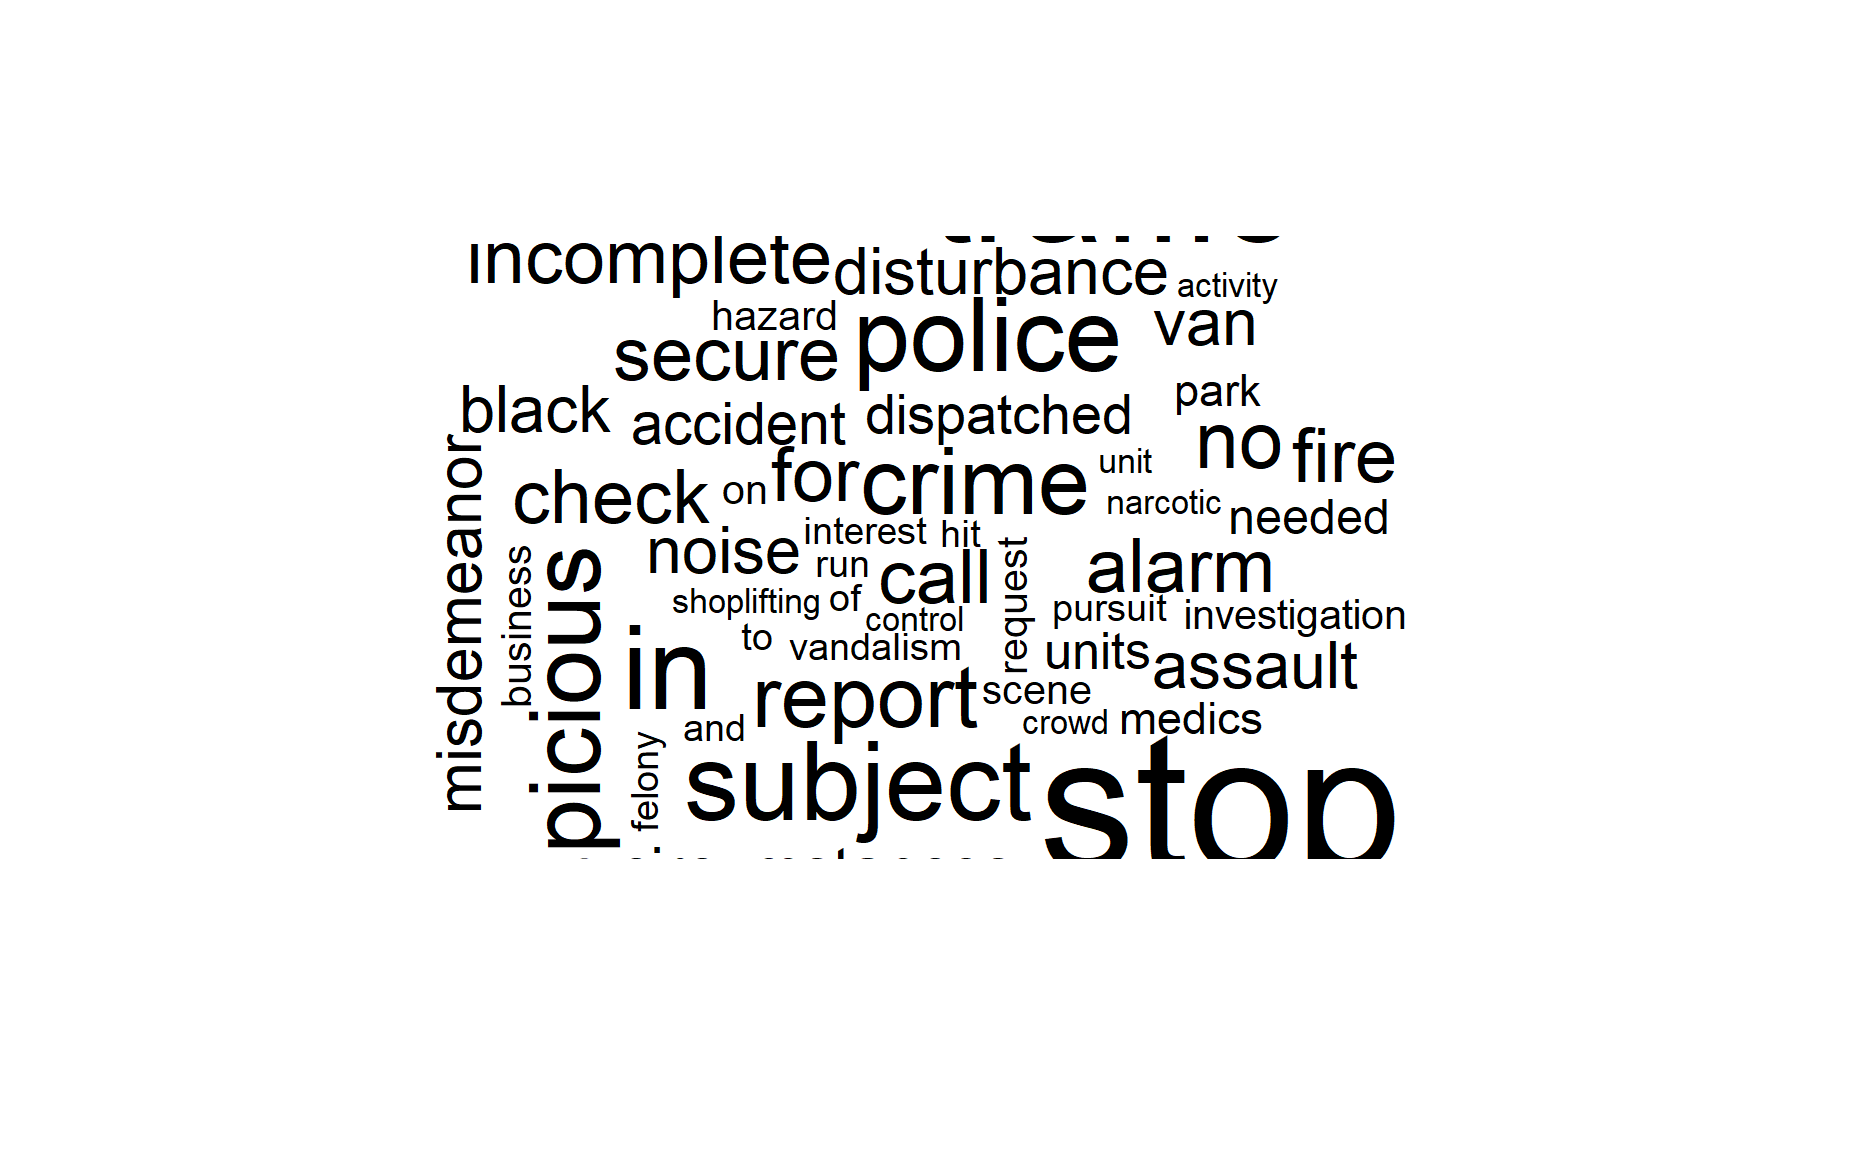 incomplete
disturbance
activity
hazard
police
van
secure
black
accident
dispatched
park
no
fire
misdemeanor
check
on
for
crime
unit
narcotic
needed
noise
interest
hit
run
call
request
alarm
business
picious
shoplifting
of
control
pursuit
investigation
to
vandalism
units
assault
in
report
scene
and
crowd
medics
felony
subject
stop